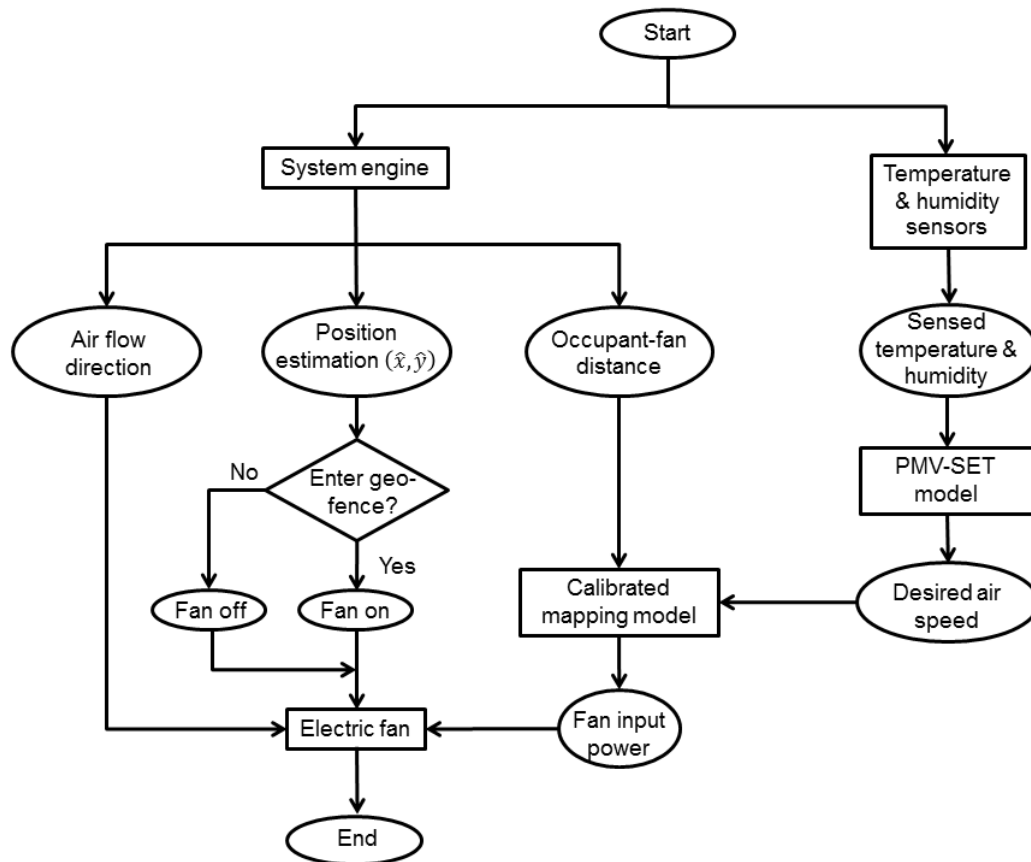 Start
System engine
Temperature
& humidity
sensors
Air flow
direction
Position
estimation (x̂, ŷ)
Occupant-fan
distance
Sensed
temperature &
humidity
No
Enter geo-
fence?
Yes
PMV-SET
model
Fan off
Fan on
Calibrated
mapping model
Desired air
speed
Electric fan
Fan input
power
End